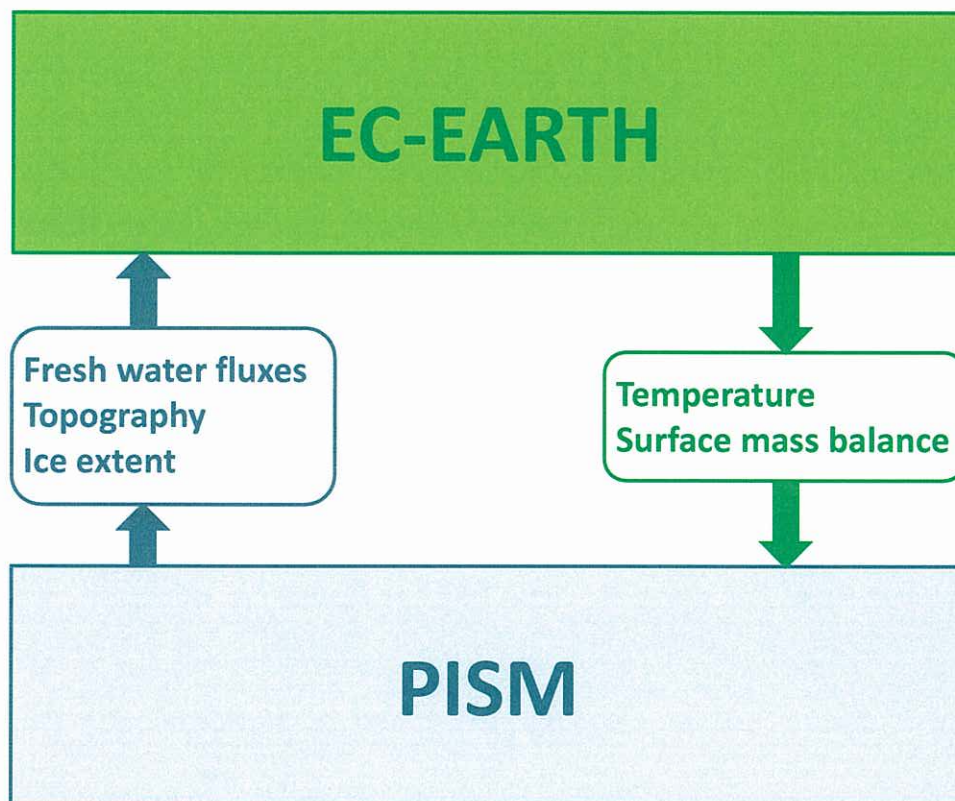 EC-EARTH
Fresh water fluxes
Topography
Ice extent
Temperature
Surface mass balance
PISM